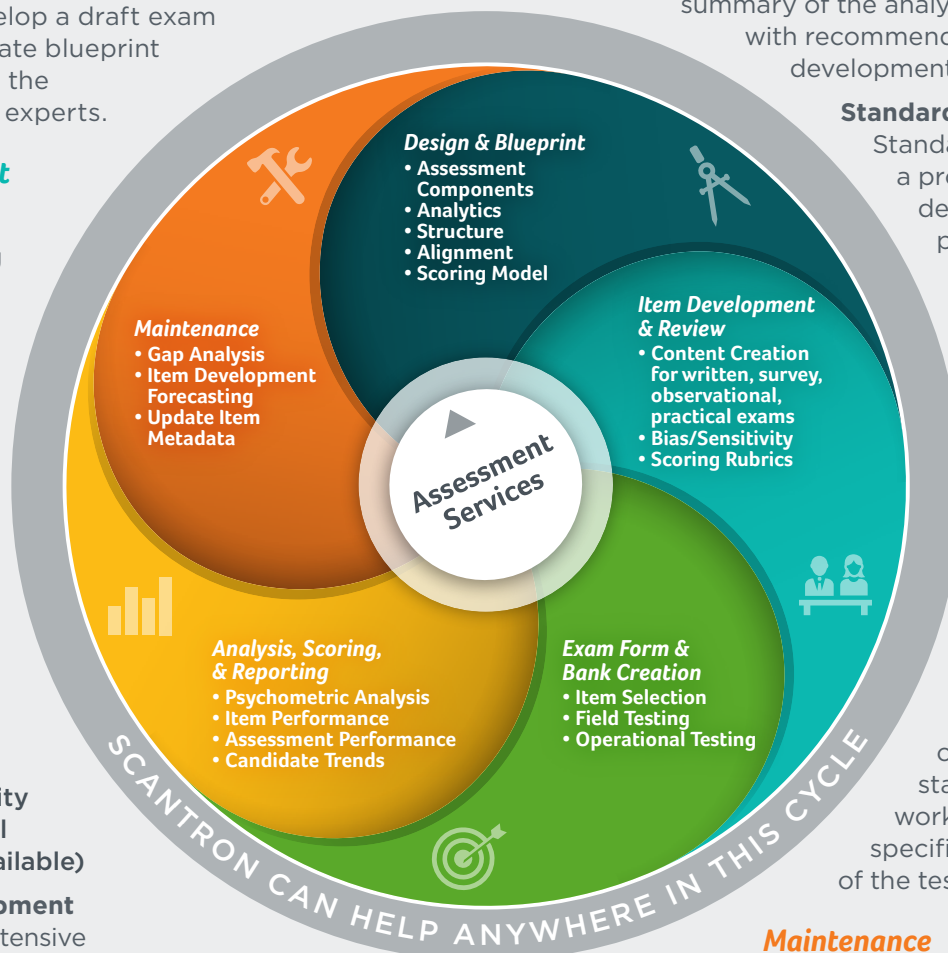 elop a draft exam
ate blueprint
the
experts.
t
summary of the analy
with recommend
development
Standard
Standa
a pro
de
p
Design & Blueprint
• Assessment
Components
• Analytics
• Structure
• Alignment
• Scoring Model
Item Development
& Review
• Content Creation
for written, survey,
observational,
practical exams
• Bias/Sensitivity
• Scoring Rubrics
Maintenance
• Gap Analysis
• Item Development
Forecasting
• Update Item
Metadata
Assessment
Services
Analysis, Scoring,
& Reporting
• Psychometric Analysis
• Item Performance
• Assessment Performance
• Candidate Trends
Exam Form &
Bank Creation
• Item Selection
• Field Testing
• Operational Testing
SCANTRON CAN HELP ANYWHERE IN THIS CYCLE
ity
l
ailable)
pment
tensive
sta
work
specifi
of the tes
Maintenance